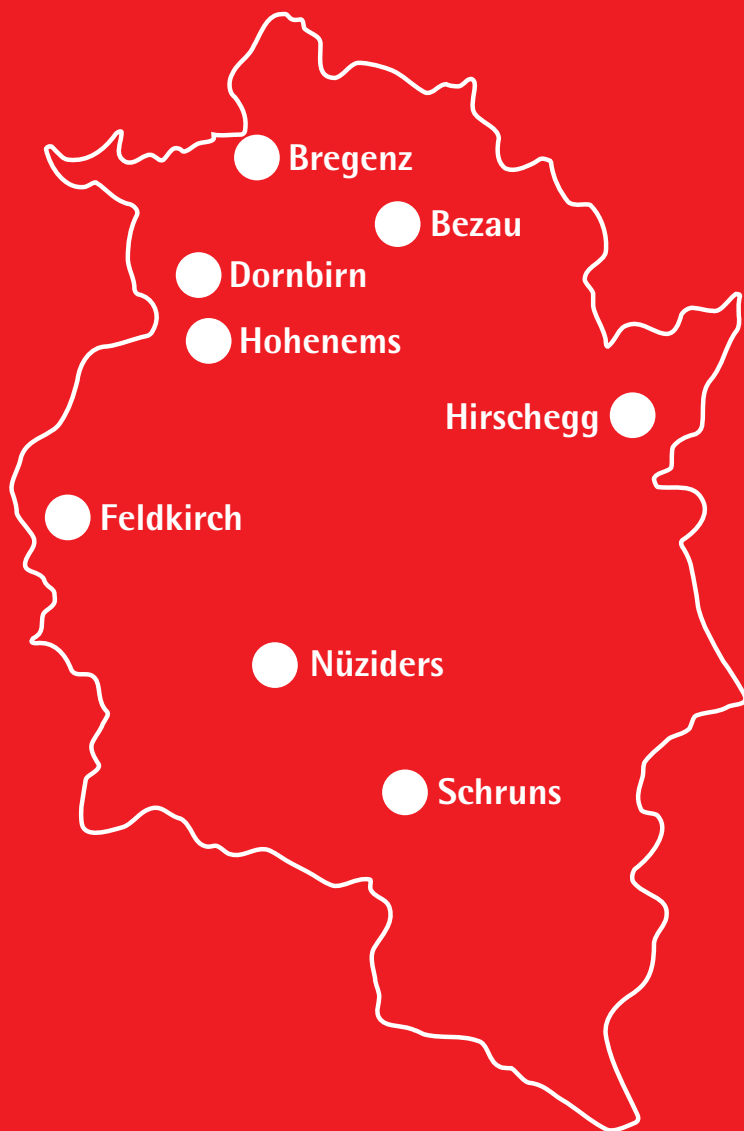 Bregenz
Bezau
Dornbirn
Hohenems
Hirschegg
Feldkirch
Nüziders
Schruns